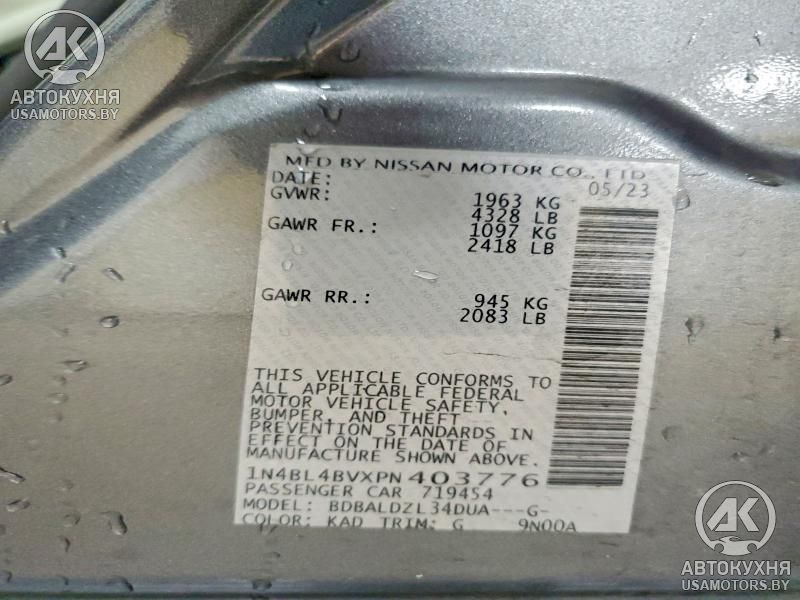 АК
АВТОКУХНЯ
USAMOTORS.BY
MFD BY NISSAN MOTOR CO., LTD
DATE: 05/23
GVWR: 1963 KG
4328 LB
GAWR FR.: 1097 KG
2418 LB
GAWR RR.: 945 KG
2083 LB
THIS VEHICLE CONFORMS TO
ALL APPLICABLE FEDERAL
MOTOR VEHICLE SAFETY,
BUMPER, AND THEFT
PREVENTION STANDARDS IN
EFFECT ON THE DATE OF
MANUFACTURE SHOWN ABOVE.
1N4BL4BVXPN403776
PASSENGER CAR 719454
MODEL: BDBALDZL34DUA---G-
COLOR: KAD TRIM: G 9N00A
АК
АВТОКУХНЯ
USAMOTORS.BY